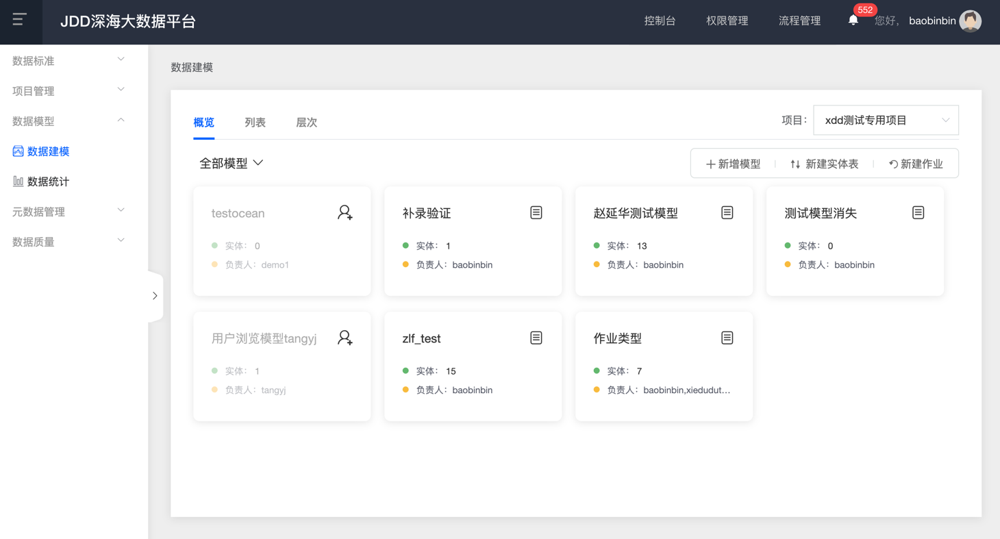 JDD深海大数据平台
控制台
权限管理
流程管理
552
您好,
baobinbin
数据标准
项目管理
数据模型
数据建模
数据统计
元数据管理
数据质量
数据建模
概览
列表
层次
项目：
xdd测试专用项目
全部模型
新增模型
新建实体表
新建作业
testocean
实体： 0
负责人：demo1
补录验证
实体： 1
负责人：baobinbin
赵延华测试模型
实体： 13
负责人：baobinbin
测试模型消失
实体： 0
负责人：baobinbin
用户浏览模型tangyj
实体： 1
负责人：tangyj
zlf_test
实体： 15
负责人：baobinbin
作业类型
实体： 7
负责人：baobinbin,xiedudut...